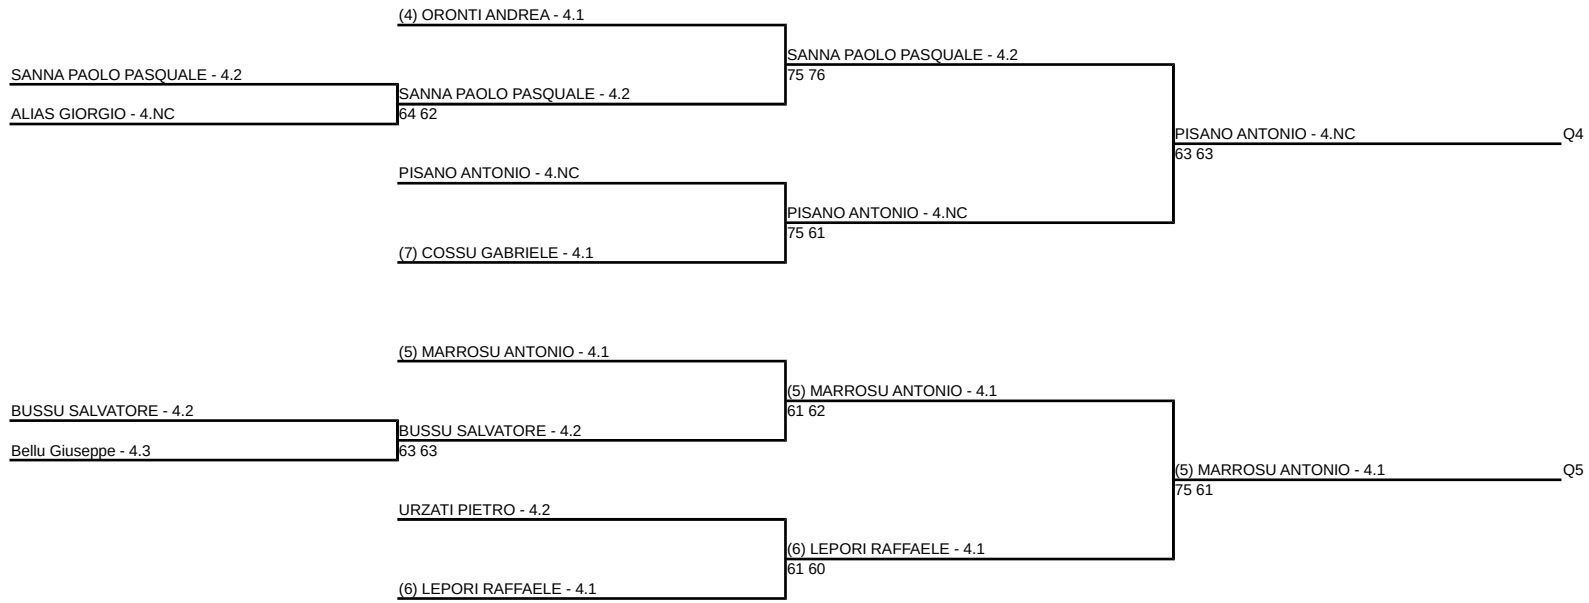 (4) ORONTI ANDREA - 4.1
SANNA PAOLO PASQUALE - 4.2
75 76
SANNA PAOLO PASQUALE - 4.2
SANNA PAOLO PASQUALE - 4.2
64 62
ALIAS GIORGIO - 4.NC
PISANO ANTONIO - 4.NC
Q4
63 63
PISANO ANTONIO - 4.NC
PISANO ANTONIO - 4.NC
75 61
(7) COSSU GABRIELE - 4.1
(5) MARROSU ANTONIO - 4.1
(5) MARROSU ANTONIO - 4.1
61 62
BUSSU SALVATORE - 4.2
BUSSU SALVATORE - 4.2
63 63
Bellu Giuseppe - 4.3
(5) MARROSU ANTONIO - 4.1
Q5
75 61
URZATI PIETRO - 4.2
(6) LEPORI RAFFAELE - 4.1
61 60
(6) LEPORI RAFFAELE - 4.1